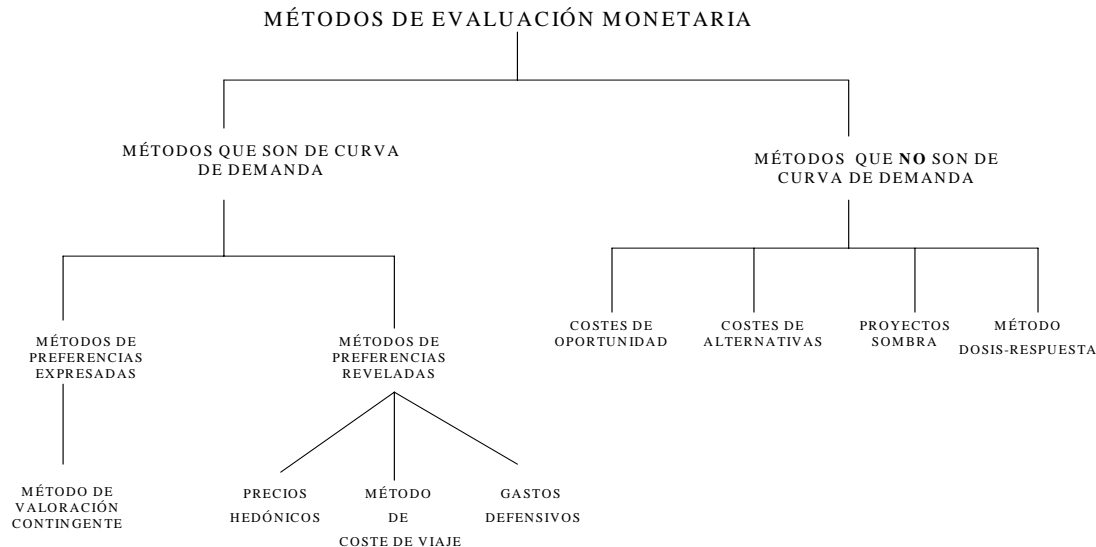 MÉTODOS DE EVALUACIÓN MONETARIA
MÉTODOS QUE SON DE CURVA
DE DEMANDA
MÉTODOS QUE NO SON DE
CURVA DE DEMANDA
MÉTODOS DE
PREFERENCIAS
EXPRESADAS
MÉTODOS DE
PREFERENCIAS
REVELADAS
COSTES DE
OPORTUNIDAD
COSTES DE
ALTERNATIVAS
PROYECTOS
SOMBRA
MÉTODO
DOSIS-RESPUESTA
MÉTODO DE
VALORACIÓN
CONTINGENTE
PRECIOS
HEDÓNICOS
MÉTODO
DE
COSTE DE VIAJE
GASTOS
DEFENSIVOS